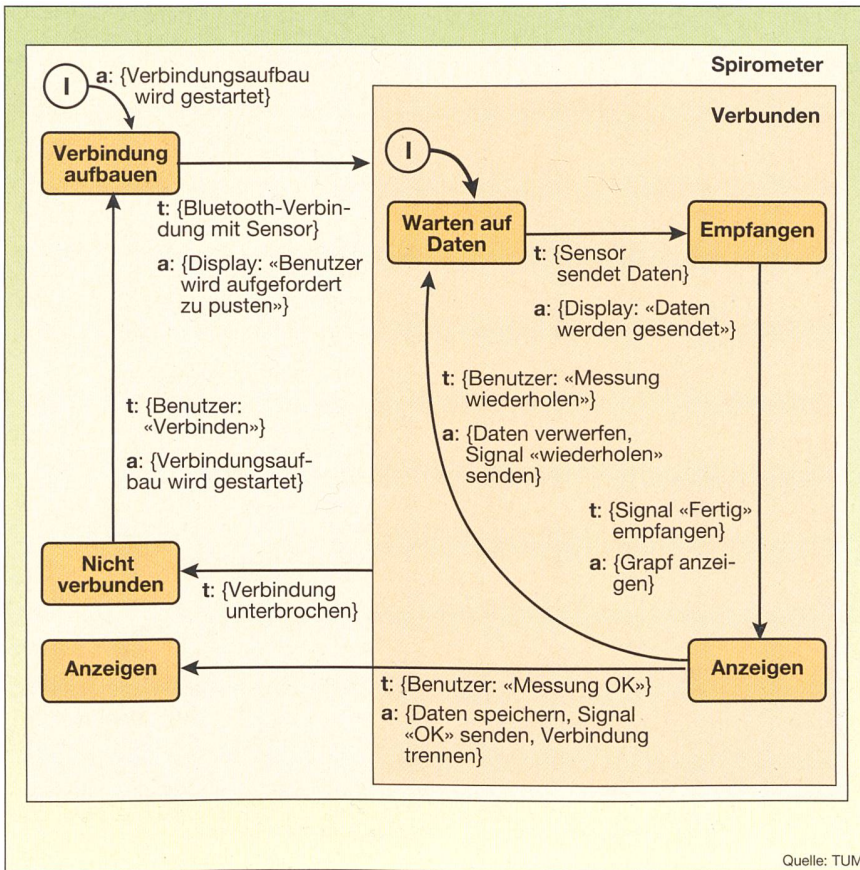 Spirometer
I
a: {Verbindungsaufbau
wird gestartet}
Verbindung
aufbauen
t: {Bluetooth-Verbin-
dung mit Sensor}
a: {Display: «Benutzer
wird aufgefordert
zu pusten»}
Verbunden
I
Warten auf
Daten
t: {Sensor
sendet Daten}
a: {Display: «Daten
werden gesendet»}
Empfangen
t: {Benutzer: «Messung
wiederholen»}
a: {Daten verwerfen,
Signal «wiederholen»
senden}
t: {Signal «Fertig»
empfangen}
a: {Grapf anzei-
gen}
t: {Benutzer:
«Verbinden»}
a: {Verbindungsauf-
bau wird gestartet}
Nicht
verbunden
t: {Verbindung
unterbrochen}
Anzeigen
Anzeigen
t: {Benutzer: «Messung OK»}
a: {Daten speichern, Signal
«OK» senden, Verbindung
trennen}
Quelle: TUM